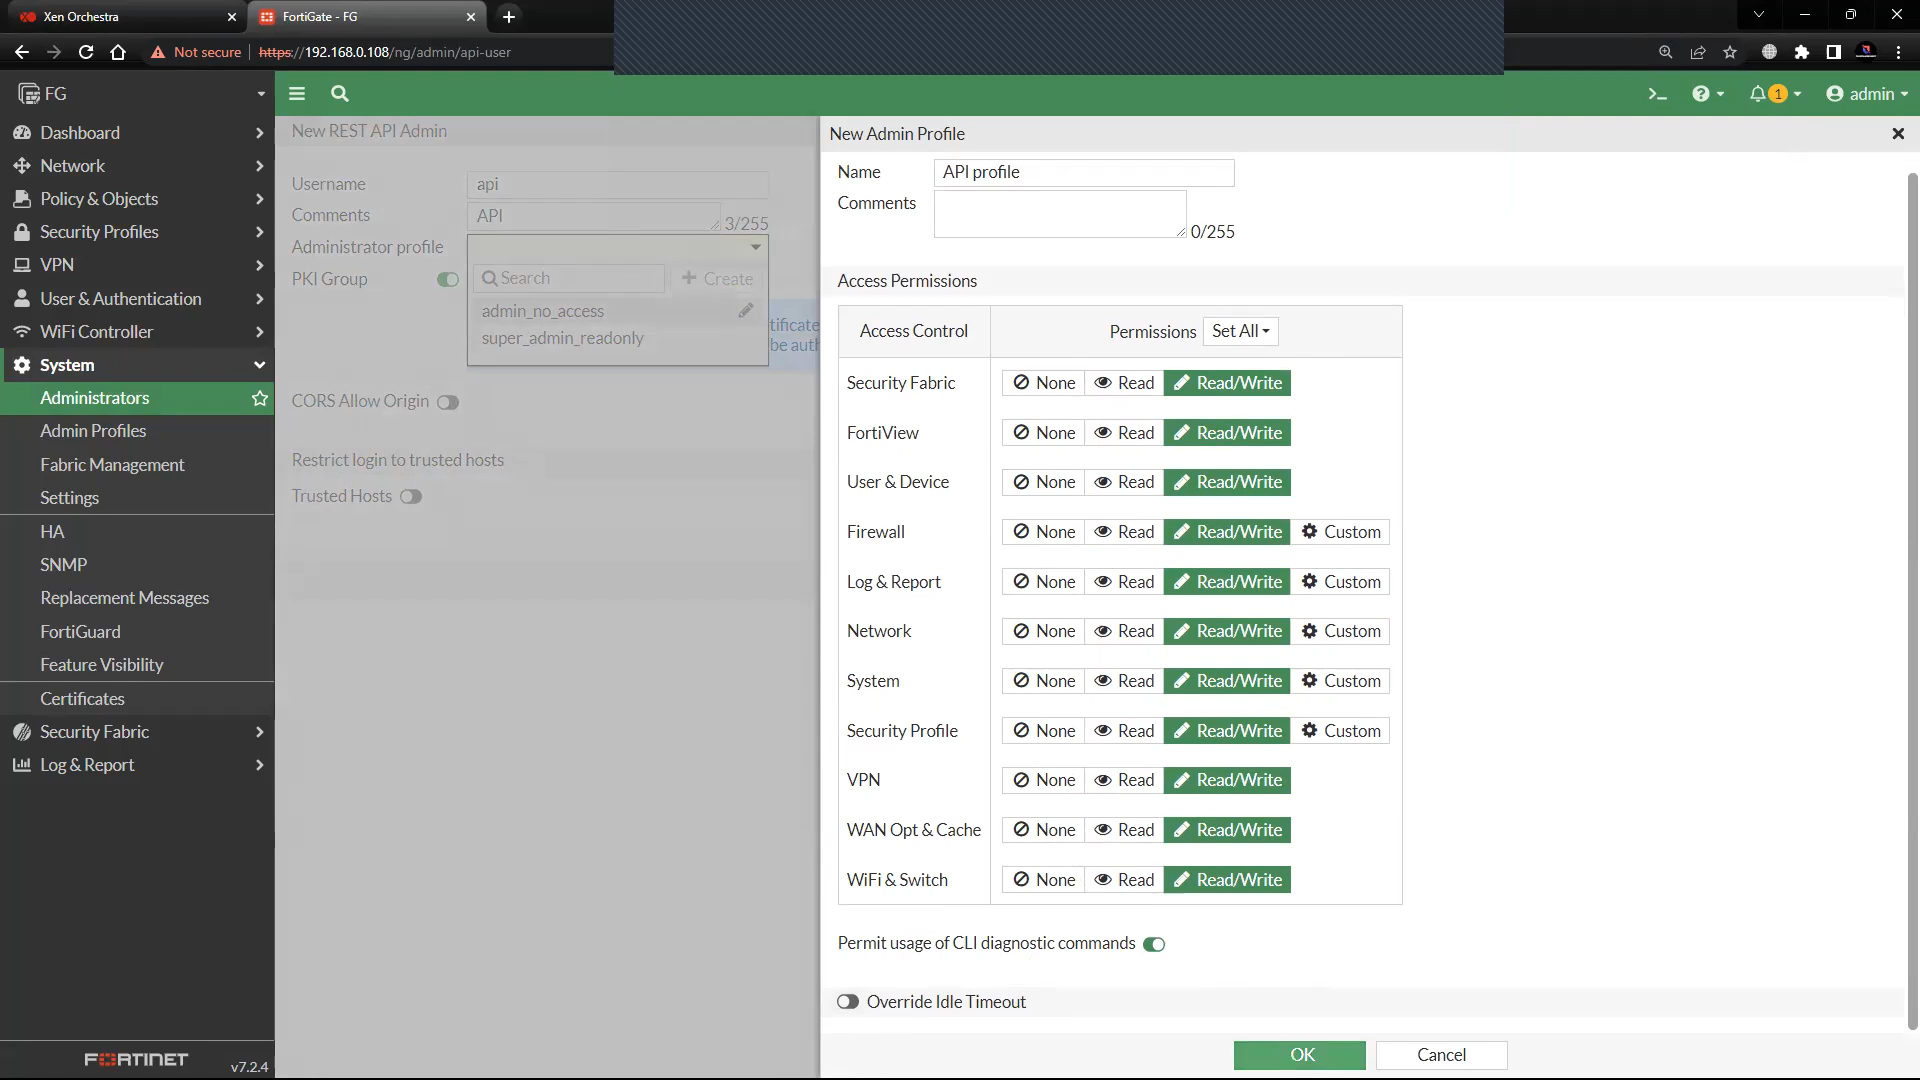 Xen Orchestra
FortiGate - FG
Not secure
https://192.168.0.108/ng/admin/api-user
FG
1
admin
Dashboard
Network
Policy & Objects
Security Profiles
VPN
User & Authentication
WiFi Controller
System
Administrators
Admin Profiles
Fabric Management
Settings
HA
SNMP
Replacement Messages
FortiGuard
Feature Visibility
Certificates
Security Fabric
Log & Report
FORTINET
v7.2.4
New REST API Admin
Username api
Comments API 3/255
Administrator profile
PKI Group
Search Create
admin_no_access
super_admin_readonly
tificate
be auth
CORS Allow Origin
Restrict login to trusted hosts
Trusted Hosts
New Admin Profile
Name API profile
Comments 0/255
Access Permissions
Access Control Permissions Set All
Security Fabric None Read Read/Write
FortiView None Read Read/Write
User & Device None Read Read/Write
Firewall None Read Read/Write Custom
Log & Report None Read Read/Write Custom
Network None Read Read/Write Custom
System None Read Read/Write Custom
Security Profile None Read Read/Write Custom
VPN None Read Read/Write
WAN Opt & Cache None Read Read/Write
WiFi & Switch None Read Read/Write
Permit usage of CLI diagnostic commands
Override Idle Timeout
OK Cancel